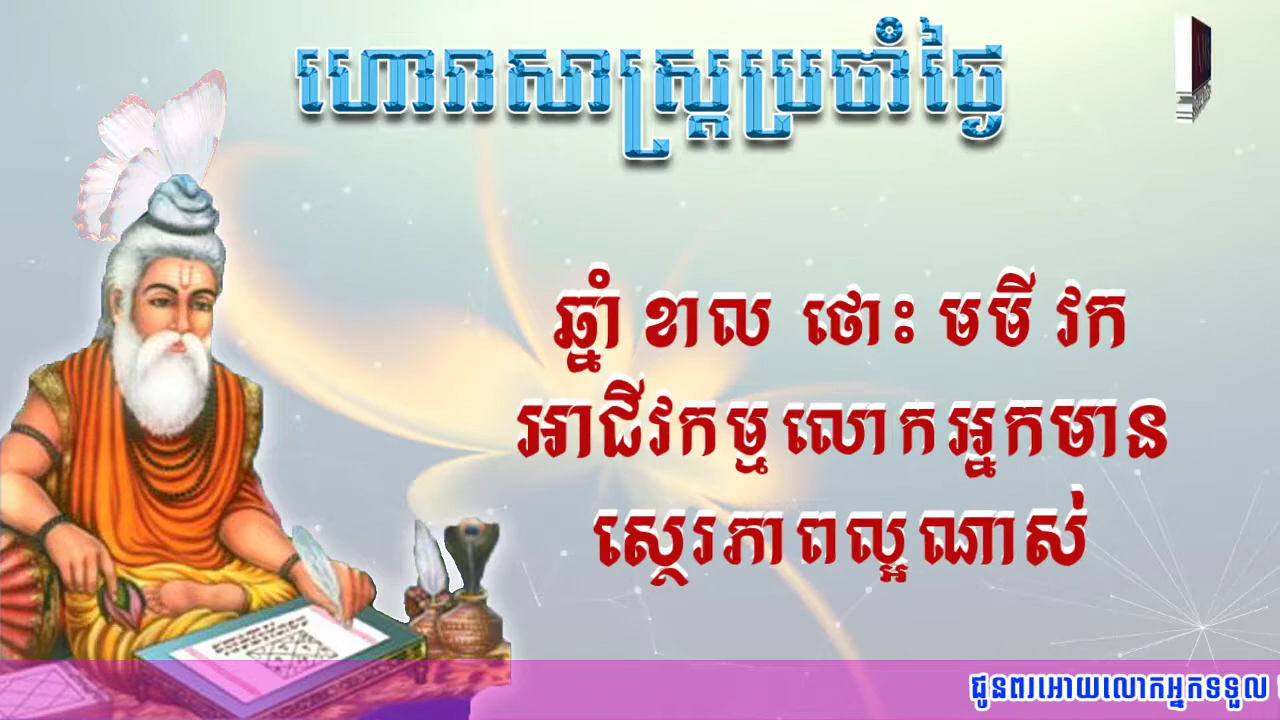 ហោរាសាស្ត្រប្រចាំថ្ងៃ
ឆ្នាំ ខាល ថោះ មមី វក
អាជីវកម្ម លោកអ្នកមាន
ស្ថេរភាពល្អណាស់
ជូនពរអោយលោកអ្នកទទួល